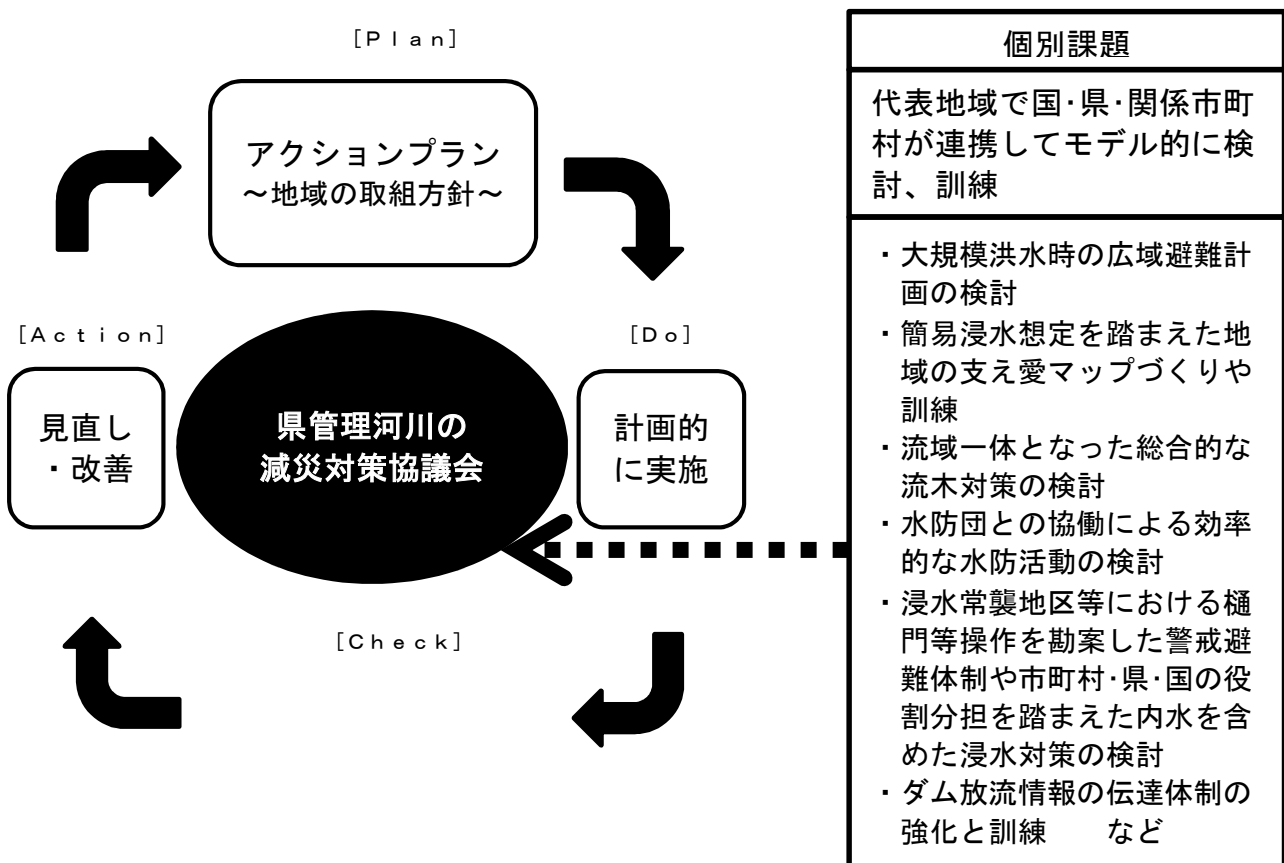 ［Ｐｌａｎ］
アクションプラン
～地域の取組方針～
［Ａｃｔｉｏｎ］
［Ｄｏ］
見直し
・改善
県管理河川の
減災対策協議会
計画的
に実施
［Ｃｈｅｃｋ］
個別課題
代表地域で国・県・関係市町
村が連携してモデル的に検
討、訓練
・大規模洪水時の広域避難計
画の検討
・簡易浸水想定を踏まえた地
域の支え愛マップづくりや
訓練
・流域一体となった総合的な
流木対策の検討
・水防団との協働による効率
的な水防活動の検討
・浸水常襲地区等における樋
門等操作を勘案した警戒避
難体制や市町村・県・国の役
割分担を踏まえた内水を含
めた浸水対策の検討
・ダム放流情報の伝達体制の
強化と訓練　　など